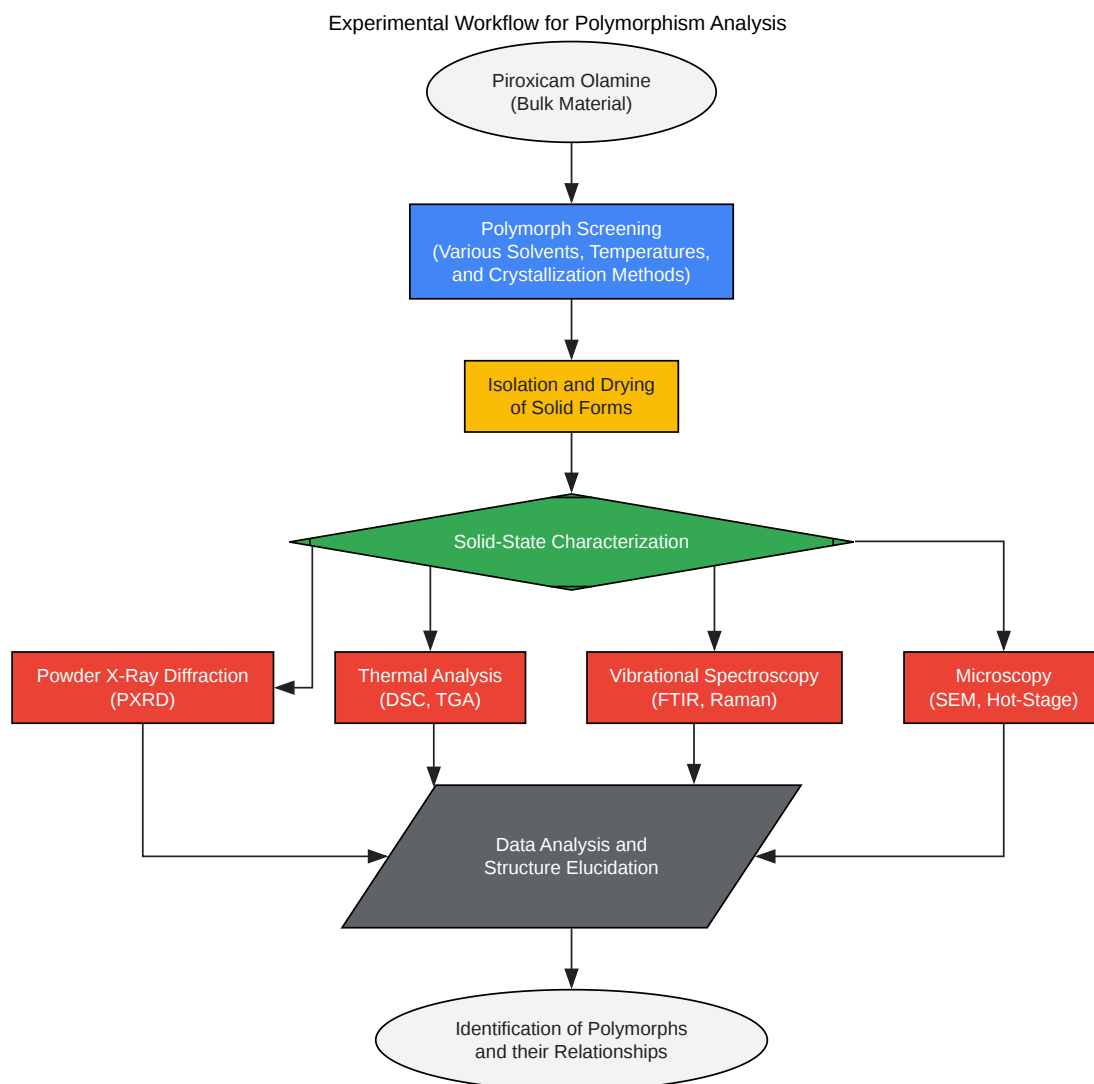 Experimental Workflow for Polymorphism Analysis
Piroxicam Olamine
(Bulk Material)
Polymorph Screening
(Various Solvents, Temperatures,
and Crystallization Methods)
Isolation and Drying
of Solid Forms
Solid-State Characterization
Powder X-Ray Diffraction
(PXRD)
Thermal Analysis
(DSC, TGA)
Vibrational Spectroscopy
(FTIR, Raman)
Microscopy
(SEM, Hot-Stage)
Data Analysis and
Structure Elucidation
Identification of Polymorphs
and their Relationships